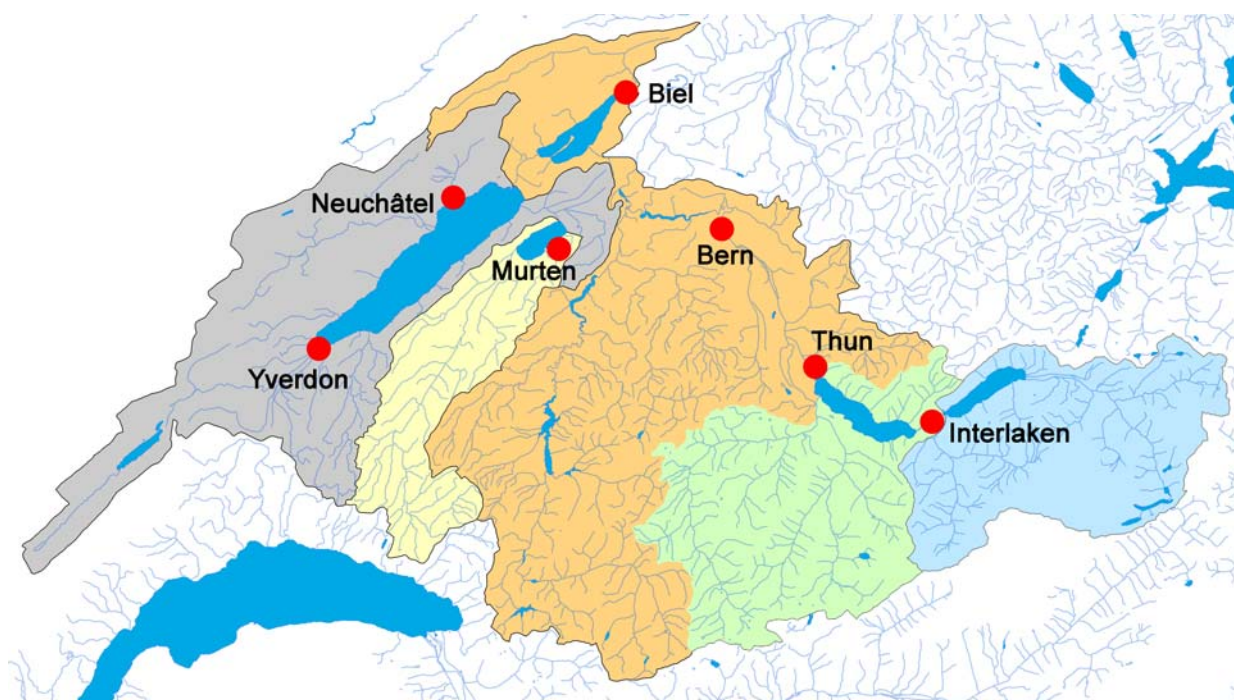 Biel
Neuchâtel
Bern
Murten
Thun
Yverdon
Interlaken